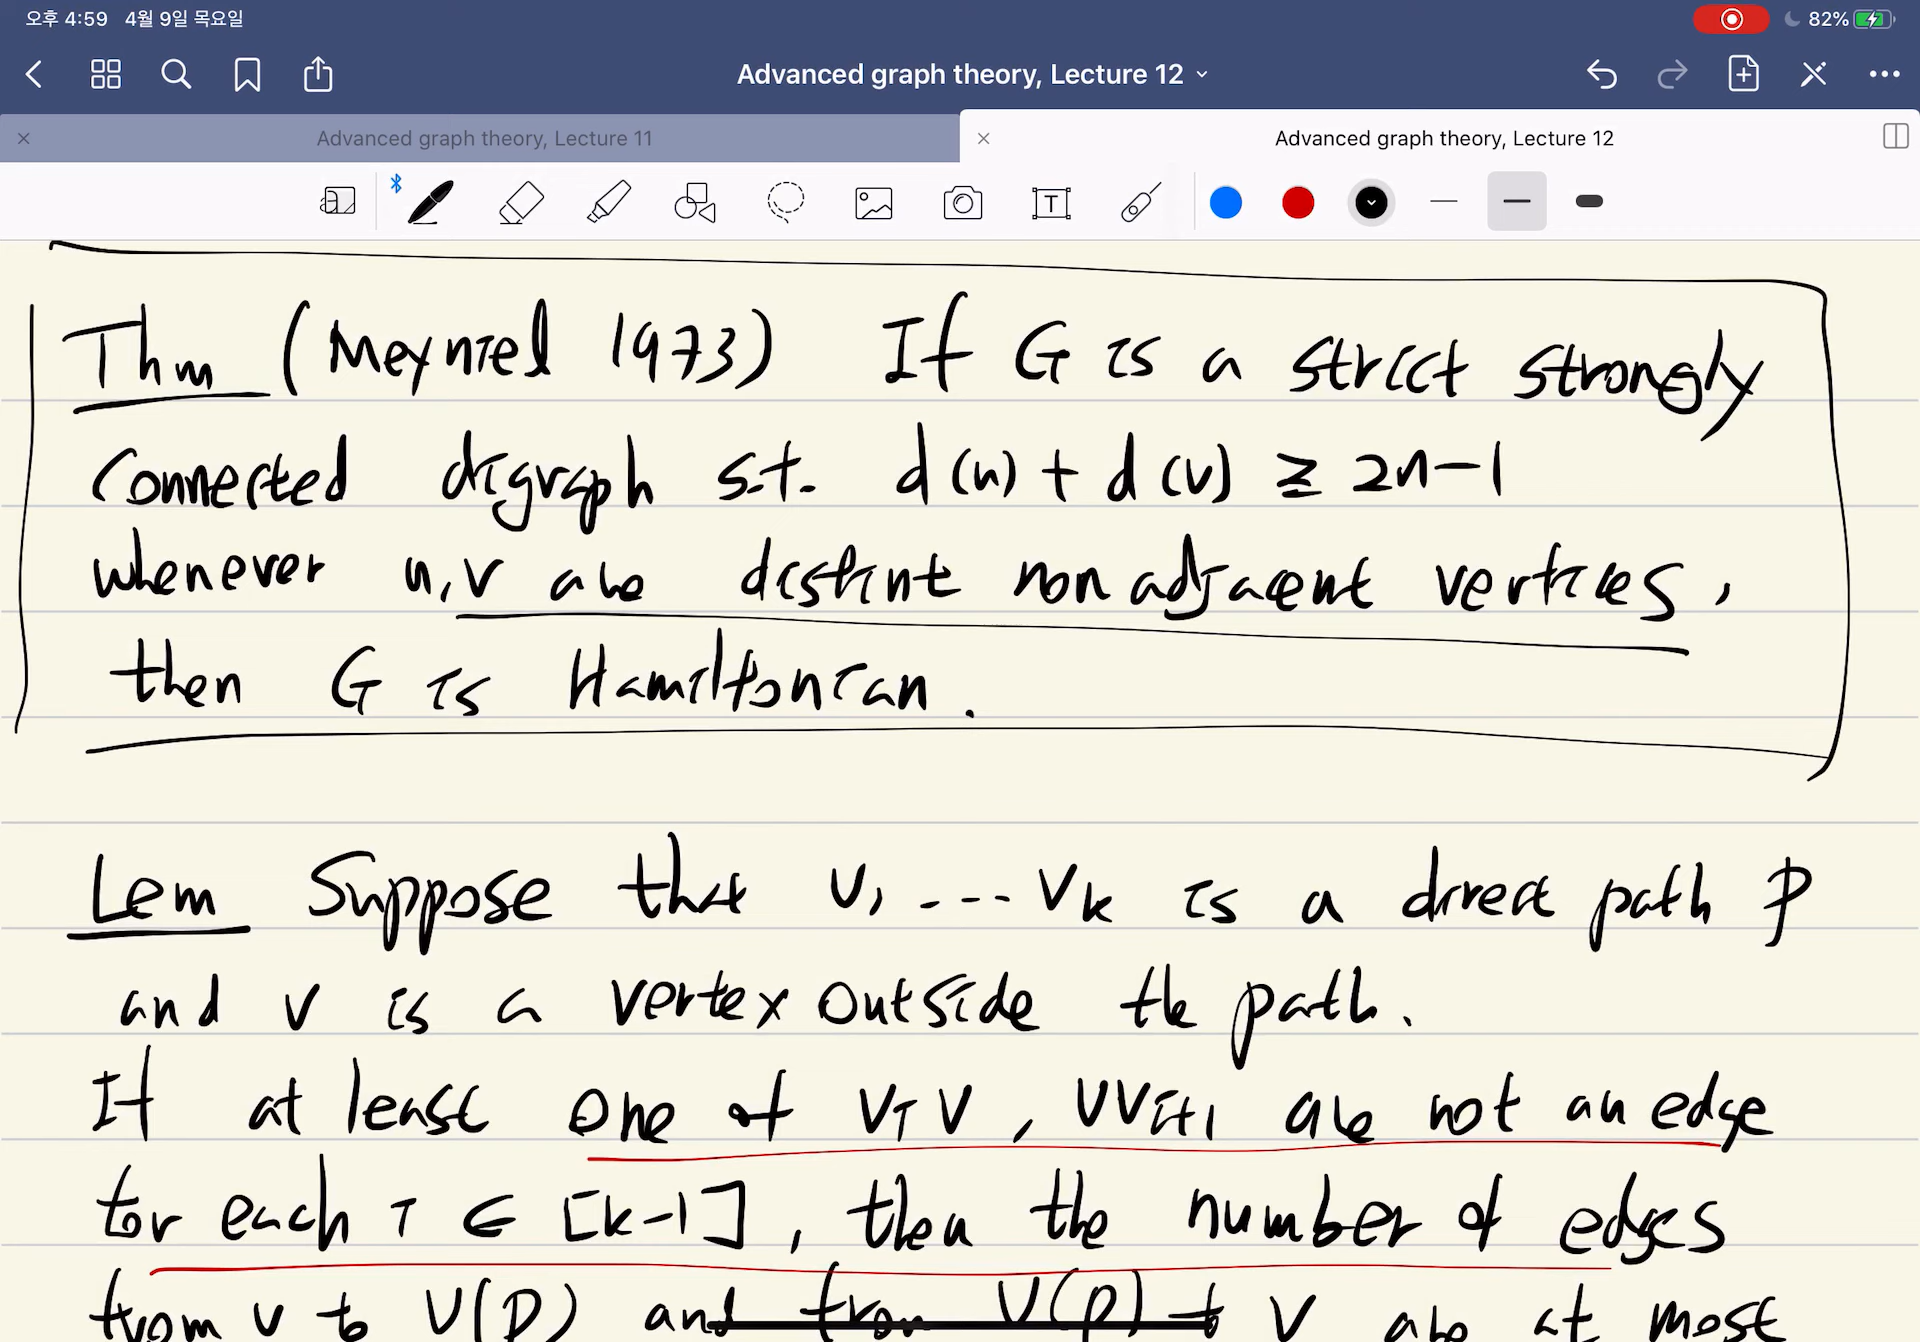 오후 4:59 4월 9일 목요일
82%
Advanced graph theory, Lecture 12
Advanced graph theory, Lecture 11
Advanced graph theory, Lecture 12
Thm (Meyniel 1973) If G is a strict strongly
connected digraph s.t. d(u) + d(v) ≥ 2n-1
whenever u,v are distinct nonadjacent vertices,
then G is Hamiltonian.
Lem Suppose that v1 --- vk is a direct path P
and v is a vertex outside the path.
If at least one of viv, vvi+1 are not an edge
for each i ∈ [k-1], then the number of edges
from v to V(P) and from V(P) to v are at most